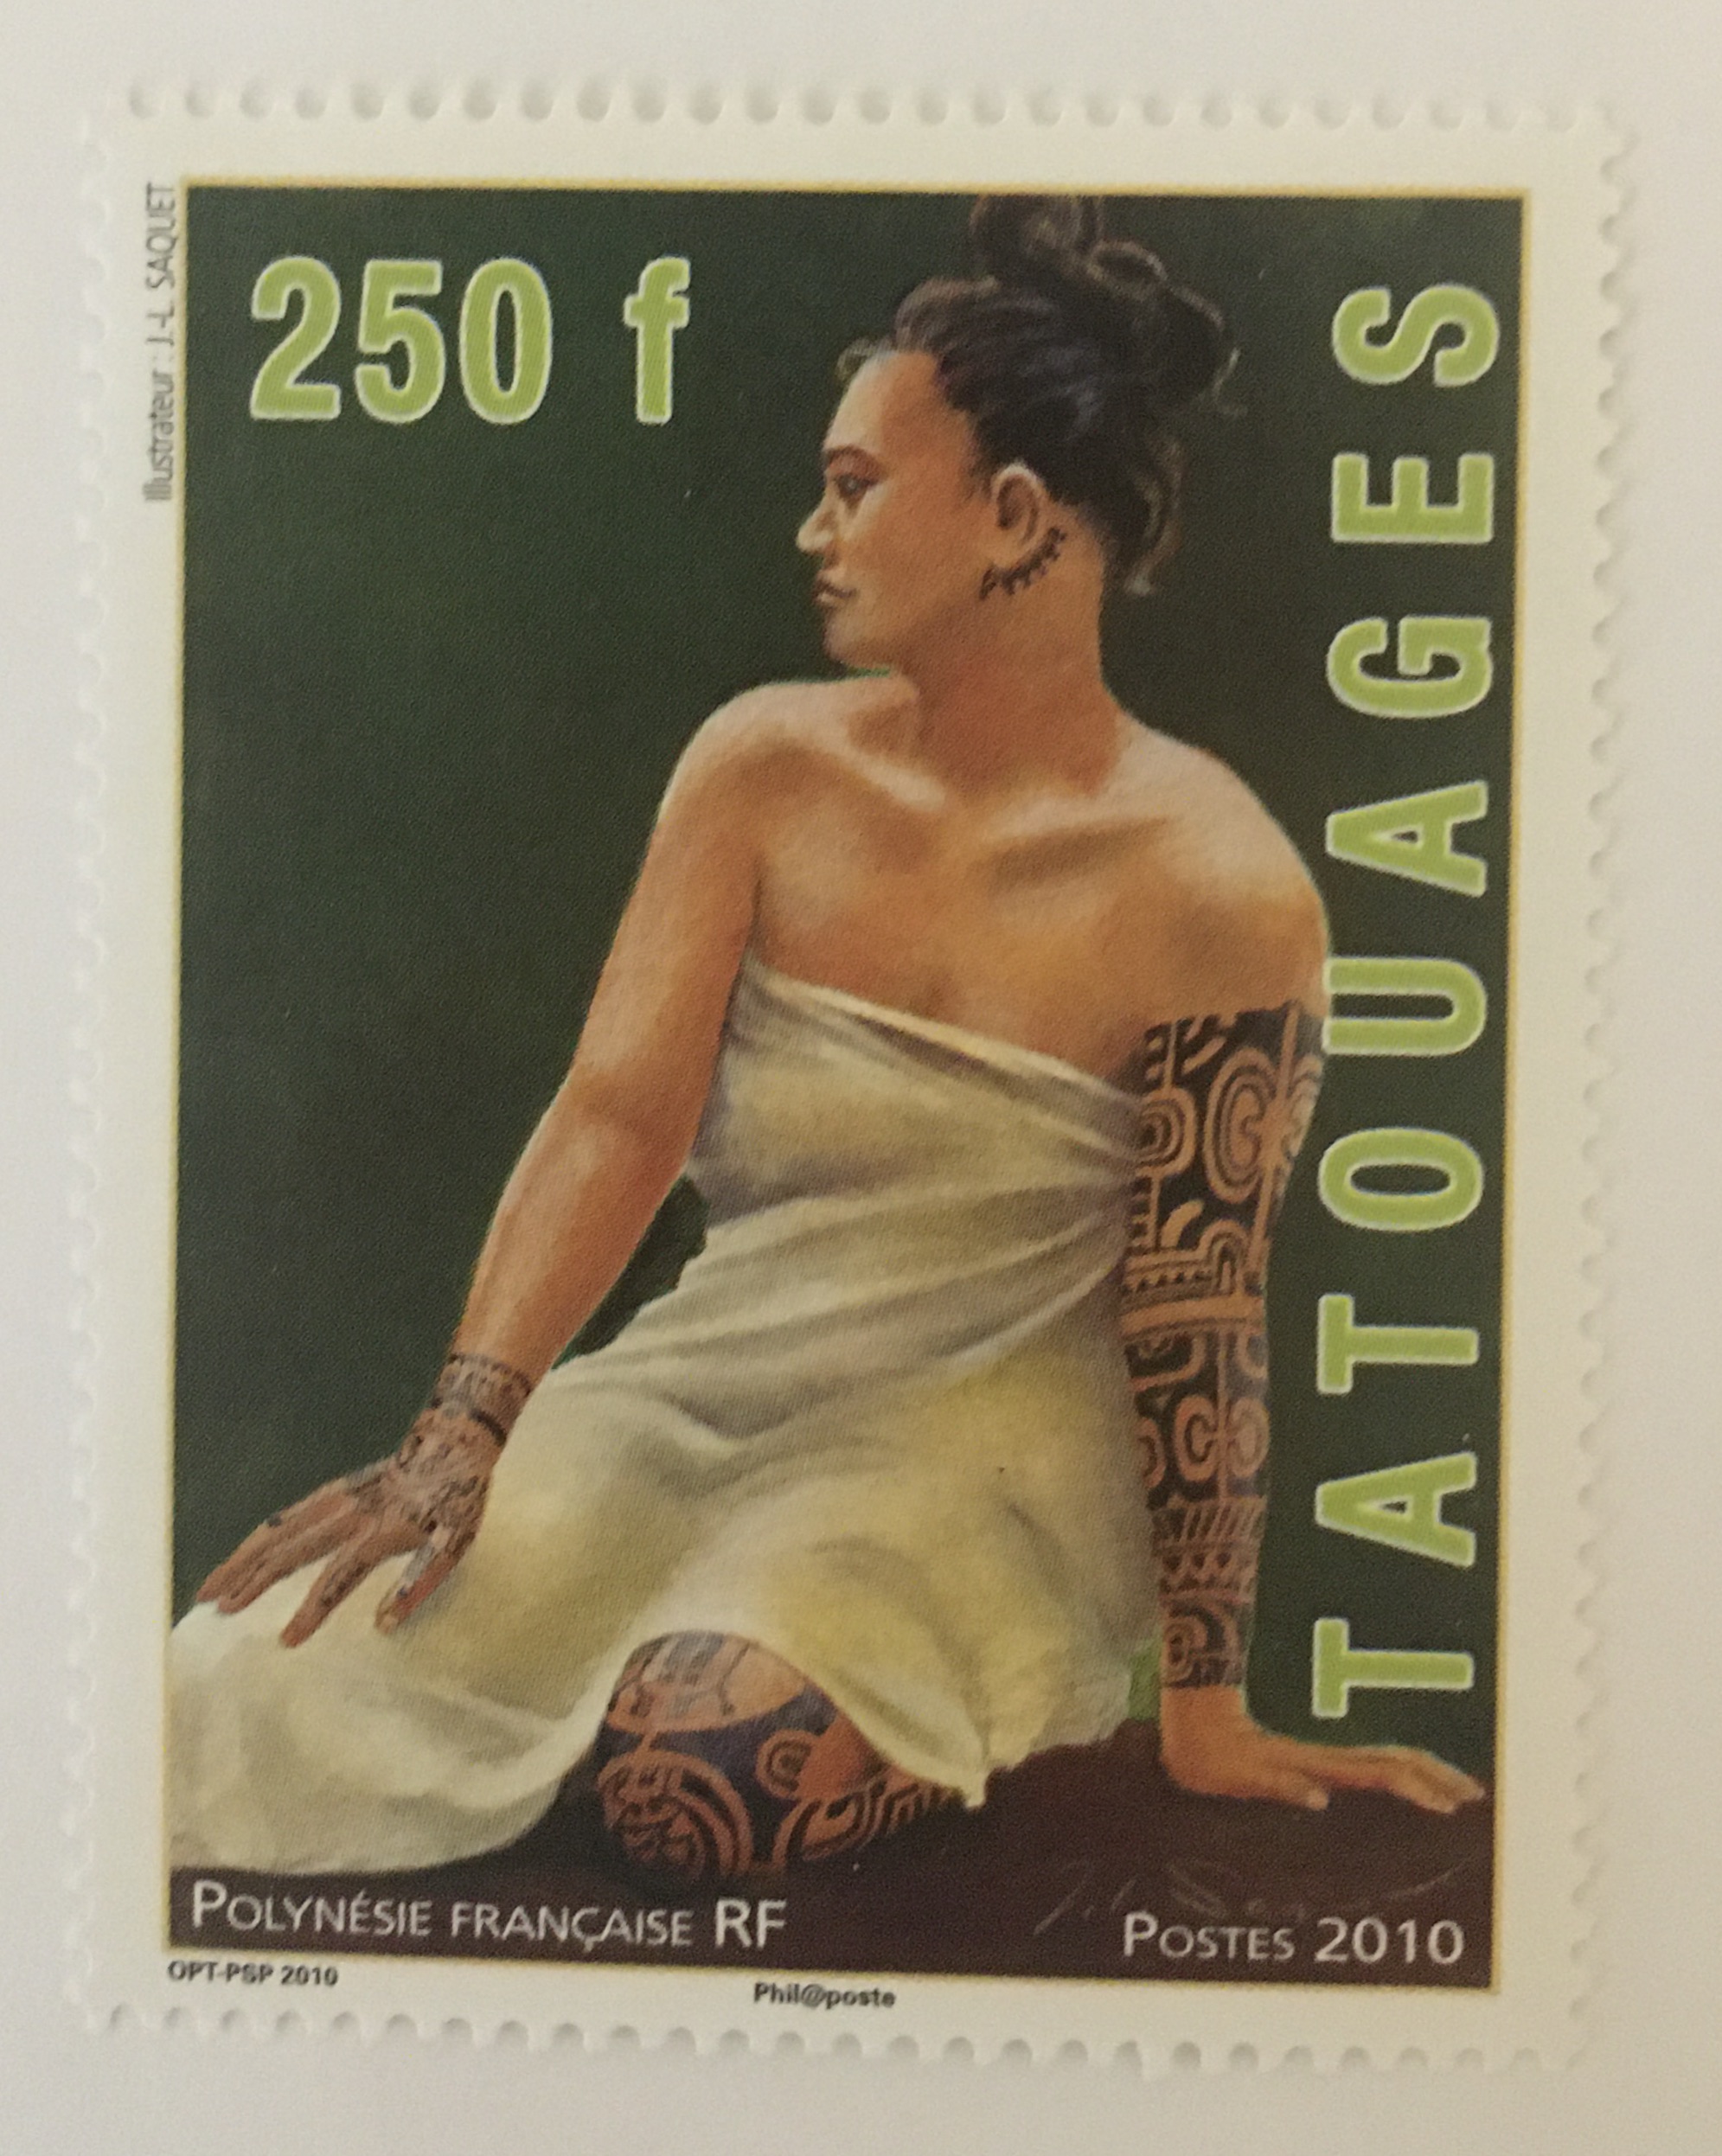 Illustrateur : J.-L. SAQUET
250 f
TATOUAGES
POLYNÉSIE FRANÇAISE RF
POSTES 2010
OPT-PSP 2010
Phil@poste